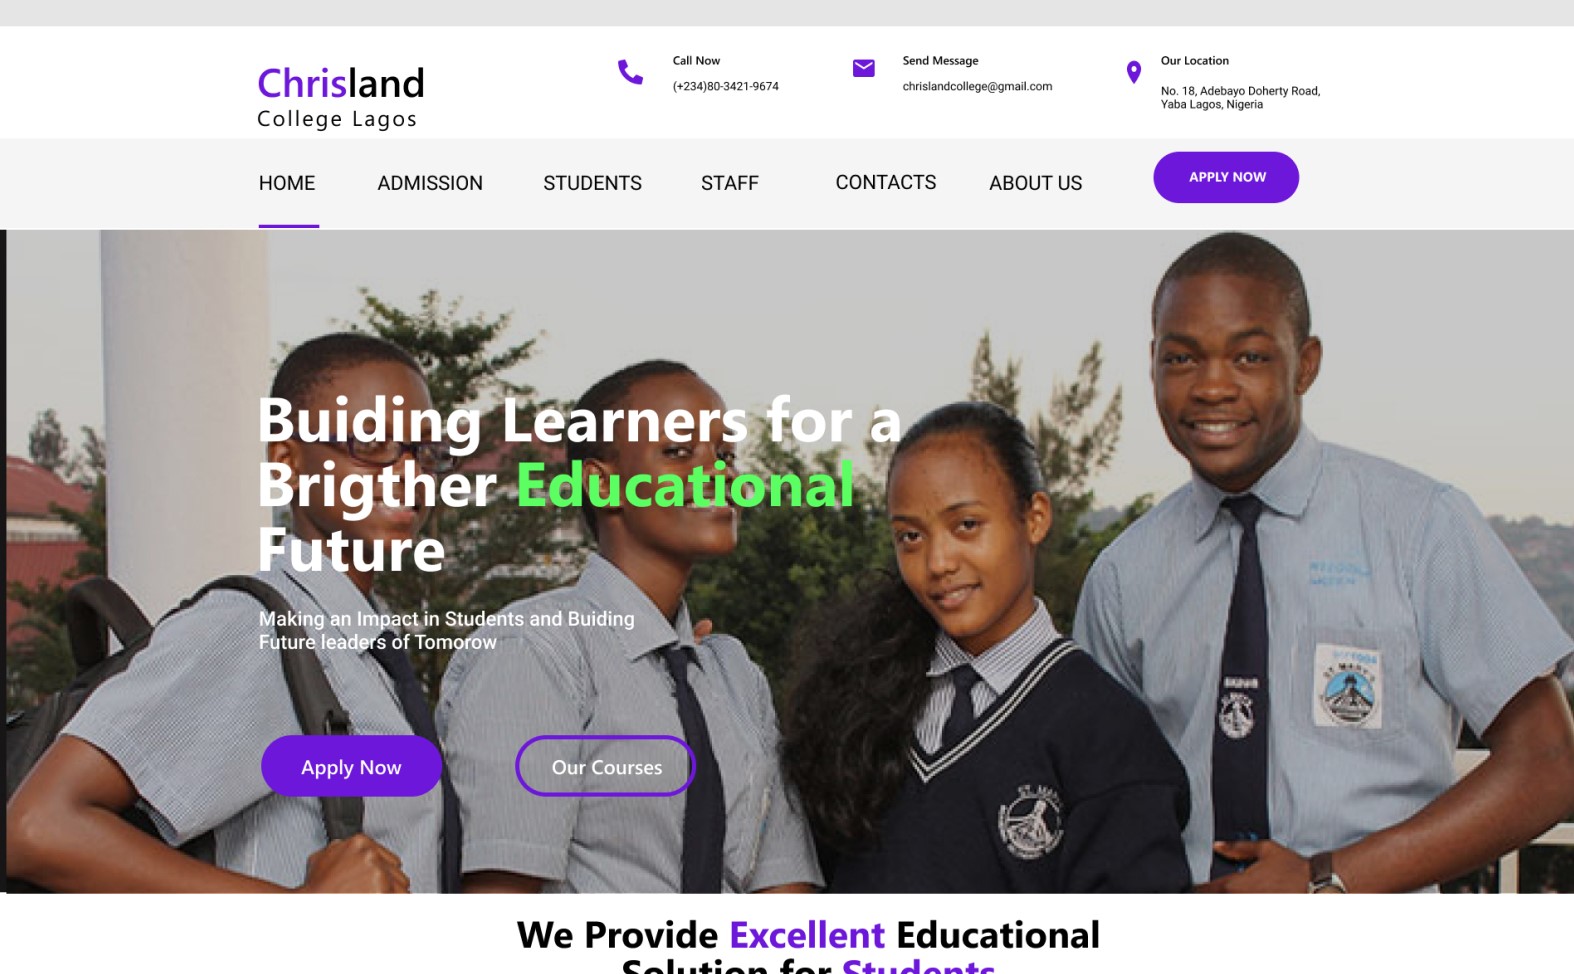 Chrisland
College Lagos
Call Now
(+234)80-3421-9674
Send Message
chrislandcollege@gmail.com
Our Location
No. 18, Adebayo Doherty Road,
Yaba Lagos, Nigeria
HOME ADMISSION STUDENTS STAFF CONTACTS ABOUT US APPLY NOW
Buiding Learners for a
Brigther Educational
Future
Making an Impact in Students and Buiding
Future leaders of Tomorow
Apply Now Our Courses
ST. MARY'S
We Provide Excellent Educational
Solution for Students